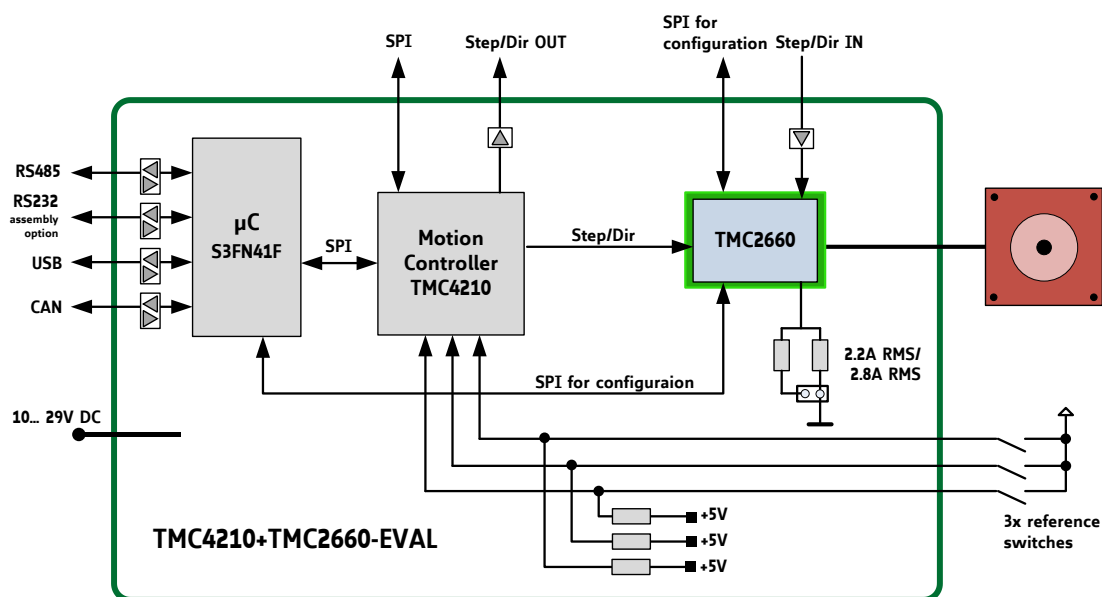 SPI
Step/Dir OUT
SPI for
configuration
Step/Dir IN
RS485
RS232
assembly
option
USB
CAN
µC
S3FN41F
SPI
Motion
Controller
TMC4210
Step/Dir
TMC2660
2.2A RMS/
2.8A RMS
SPI for configuraion
10... 29V DC
+5V
+5V
+5V
3x reference
switches
TMC4210+TMC2660-EVAL